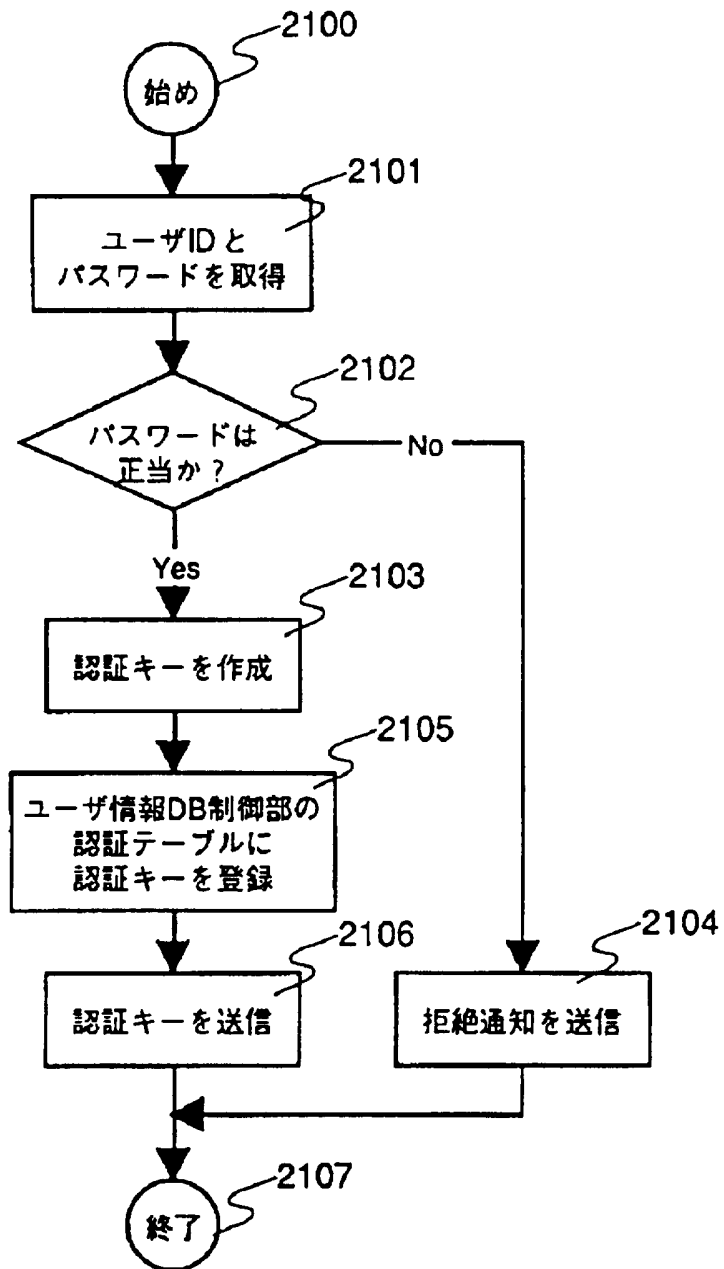 2100
始め
2101
ユーザIDと
パスワードを取得
2102
パスワードは
正当か？
No
Yes
2103
認証キーを作成
2105
ユーザ情報DB制御部の
認証テーブルに
認証キーを登録
2106
認証キーを送信
2104
拒絶通知を送信
2107
終了